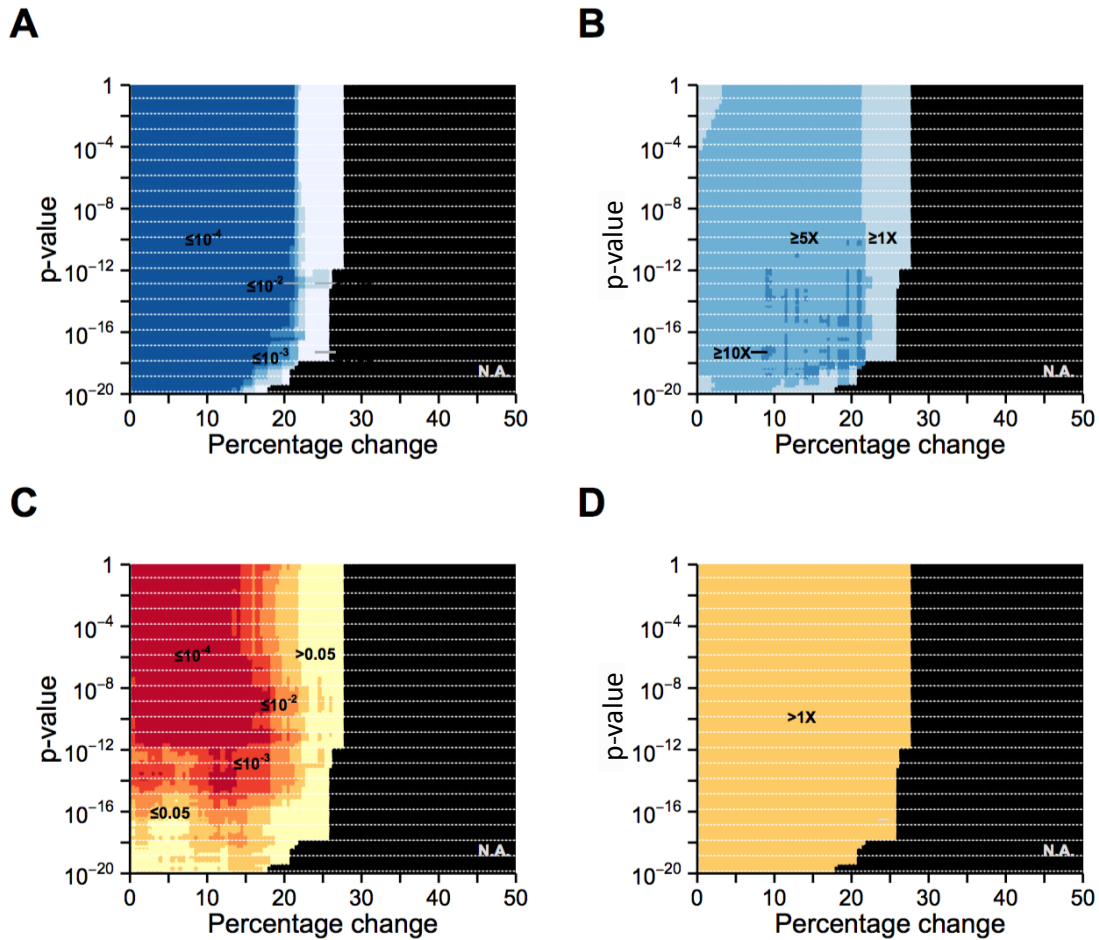 A
B
1
10⁻⁴
10⁻⁸
10⁻¹²
10⁻¹⁶
10⁻²⁰
p-value
≤10⁻⁴
≤10⁻²
≤10⁻³
N.A.
0 10 20 30 40 50
Percentage change
1
10⁻⁴
10⁻⁸
10⁻¹²
10⁻¹⁶
10⁻²⁰
p-value
≥5X
≥1X
≥10X
N.A.
0 10 20 30 40 50
Percentage change
C
D
1
10⁻⁴
10⁻⁸
10⁻¹²
10⁻¹⁶
10⁻²⁰
p-value
≤10⁻⁴
>0.05
≤10⁻²
≤10⁻³
≤0.05
N.A.
0 10 20 30 40 50
Percentage change
1
10⁻⁴
10⁻⁸
10⁻¹²
10⁻¹⁶
10⁻²⁰
p-value
>1X
N.A.
0 10 20 30 40 50
Percentage change